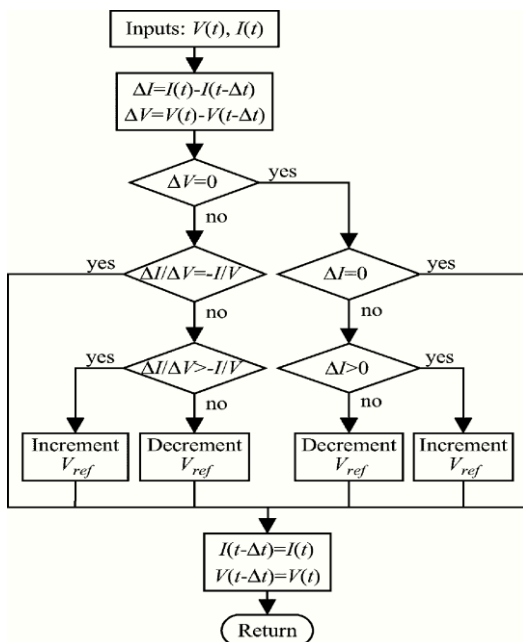 Inputs: V(t), I(t)
ΔI=I(t)-I(t-Δt)
ΔV=V(t)-V(t-Δt)
ΔV=0
yes
no
yes
ΔI/ΔV=-I/V
no
ΔI=0
yes
no
yes
ΔI/ΔV>-I/V
no
ΔI>0
yes
no
Increment
Vref
Decrement
Vref
Decrement
Vref
Increment
Vref
I(t-Δt)=I(t)
V(t-Δt)=V(t)
Return